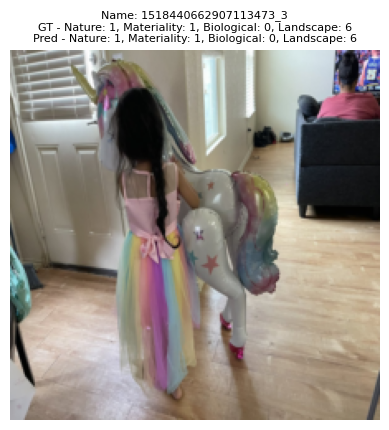 Name: 1518440662907113473_3
GT - Nature: 1, Materiality: 1, Biological: 0, Landscape: 6
Pred - Nature: 1, Materiality: 1, Biological: 0, Landscape: 6